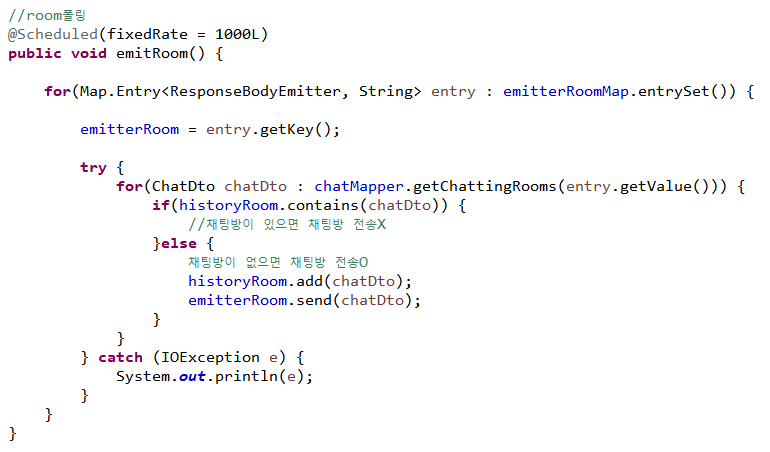 //room폴링
@Scheduled(fixedRate = 1000L)
public void emitRoom() {
for(Map.Entry<ResponseBodyEmitter, String> entry : emitterRoomMap.entrySet()) {
emitterRoom = entry.getKey();
try {
for(ChatDto chatDto : chatMapper.getChattingRooms(entry.getValue())) {
if(historyRoom.contains(chatDto)) {
//채팅방이 있으면 채팅방 전송X
}else {
채팅방이 없으면 채팅방 전송O
historyRoom.add(chatDto);
emitterRoom.send(chatDto);
}
}
} catch (IOException e) {
System.out.println(e);
}
}
}